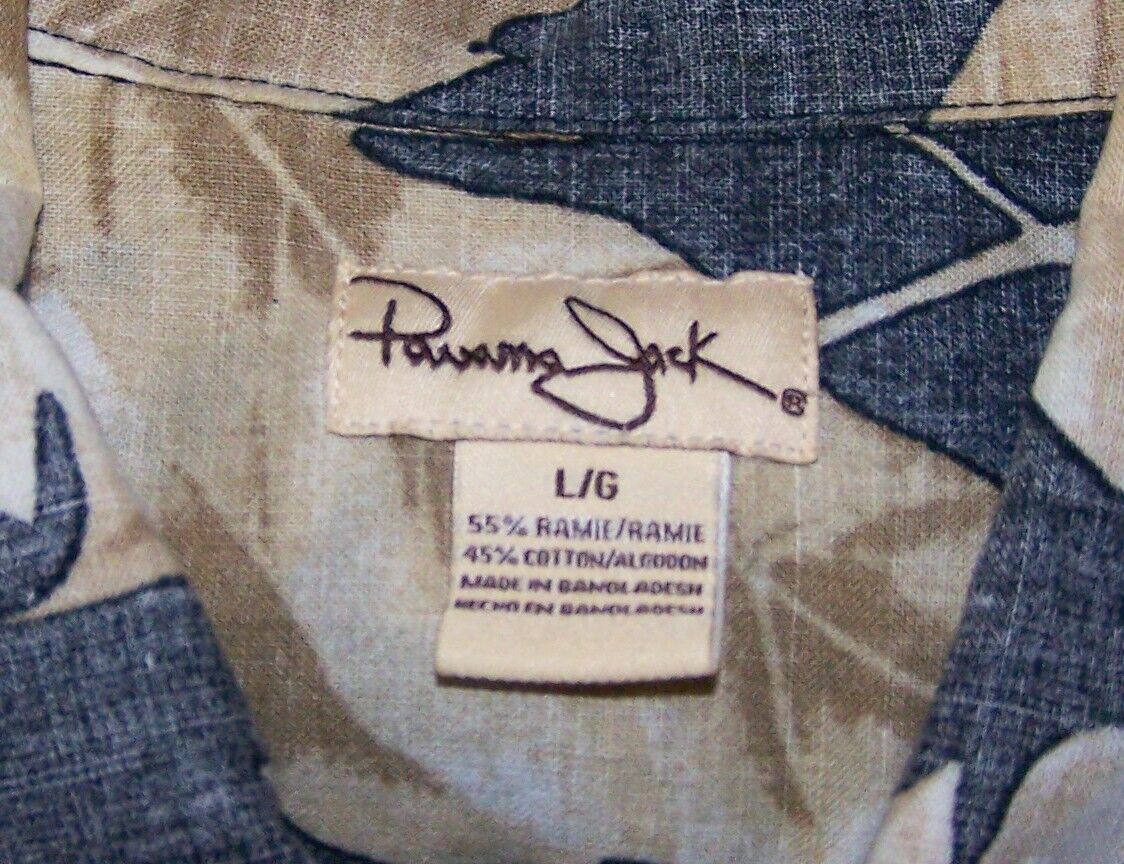 Panama Jack ®
L/G
55% RAMIE/RAMIE
45% COTTON/ALGODON
MADE IN BANGLADESH
HECHO EN BANGLADESH